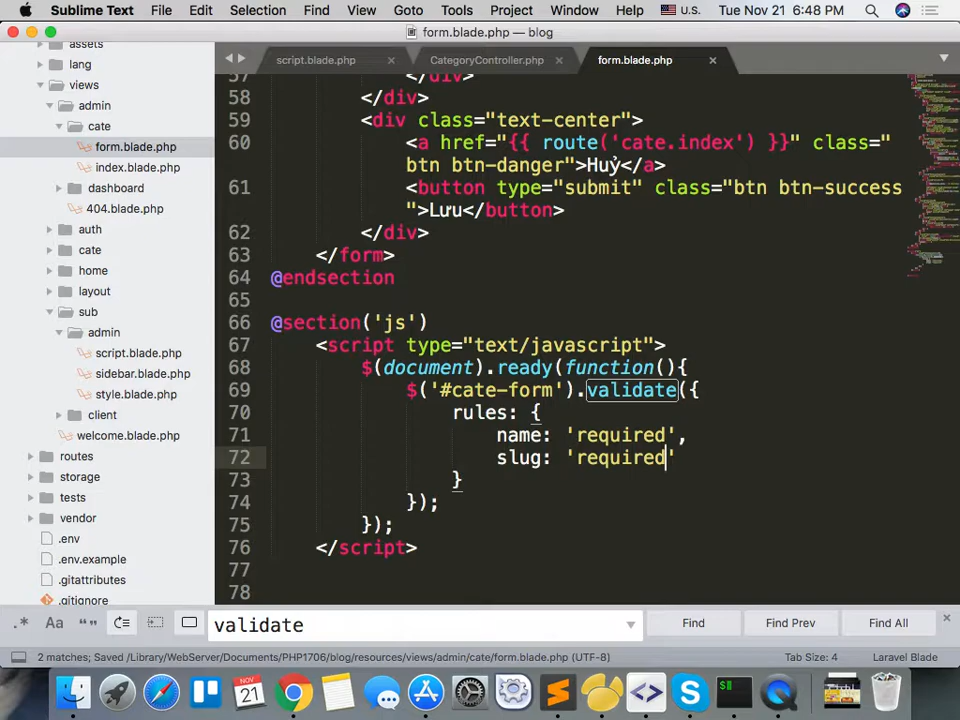 Sublime Text File Edit Selection Find View Goto Tools Project Window Help U.S. Tue Nov 21 6:48 PM
form.blade.php — blog
script.blade.php × CategoryController.php × form.blade.php ×
assets
lang
views
admin
cate
form.blade.php
index.blade.php
dashboard
404.blade.php
auth
cate
home
layout
sub
admin
script.blade.php
sidebar.blade.php
style.blade.php
client
welcome.blade.php
routes
storage
tests
vendor
.env
.env.example
.gitattributes
.gitignore
57 </div>
58 </div>
59 <div class="text-center">
60 <a href="{{ route('cate.index') }}" class="
btn btn-danger">Huỷ</a>
61 <button type="submit" class="btn btn-success
">Lưu</button>
62 </div>
63 </form>
64 @endsection
65
66 @section('js')
67 <script type="text/javascript">
68 $(document).ready(function(){
69 $('#cate-form').validate({
70 rules: {
71 name: 'required',
72 slug: 'required'
73 }
74 });
75 });
76 </script>
77
78
.* Aa “” validate Find Find Prev Find All ×
2 matches; Saved /Library/WebServer/Documents/PHP1706/blog/resources/views/admin/cate/form.blade.php (UTF-8) Tab Size: 4 Laravel Blade
NOV
21